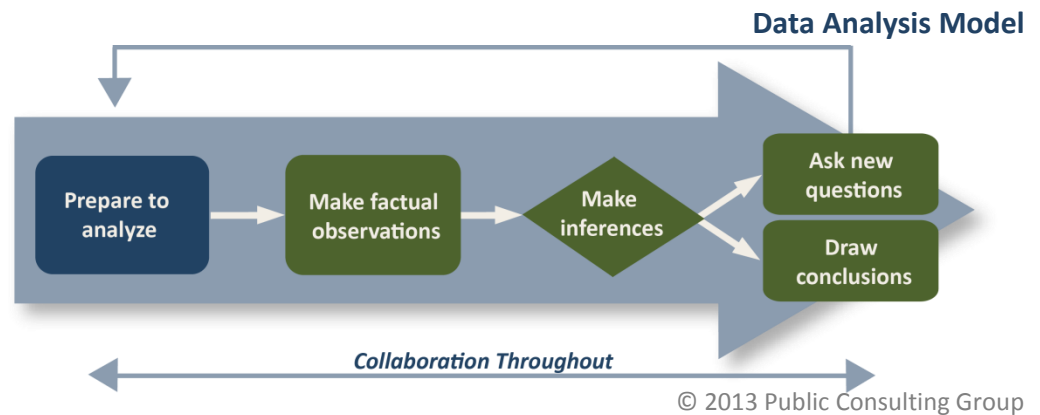 Data Analysis Model
Prepare to
analyze
Make factual
observations
Make
inferences
Ask new
questions
Draw
conclusions
Collaboration Throughout
© 2013 Public Consulting Group